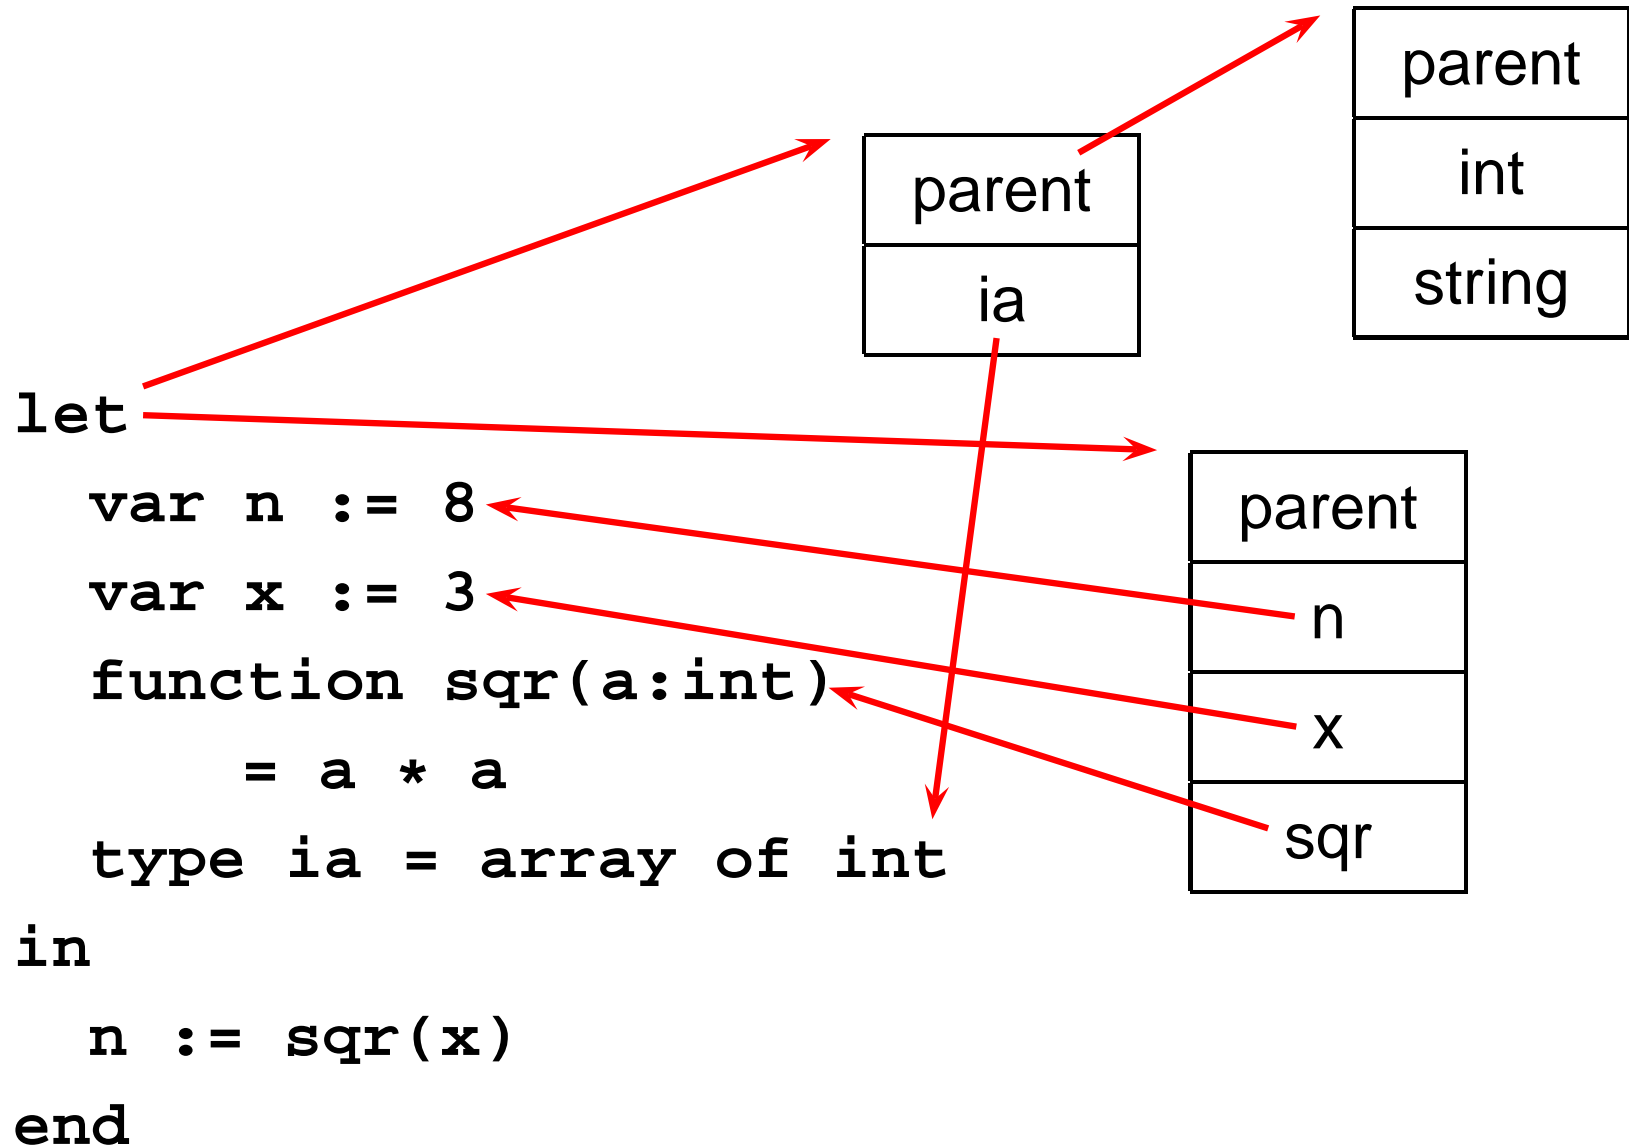 parent
int
string
parent
ia
let
var n := 8
var x := 3
function sqr(a:int)
= a * a
type ia = array of int
in
n := sqr(x)
end
parent
n
x
sqr